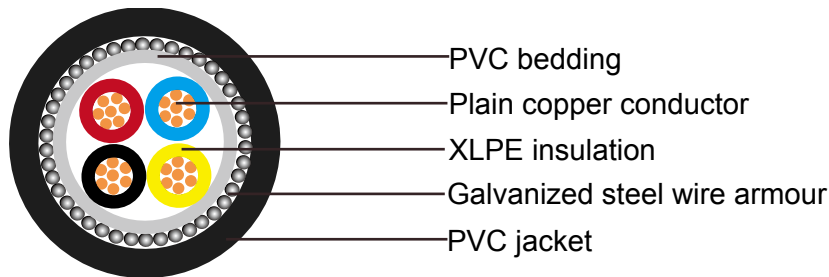 PVC bedding
Plain copper conductor
XLPE insulation
Galvanized steel wire armour
PVC jacket